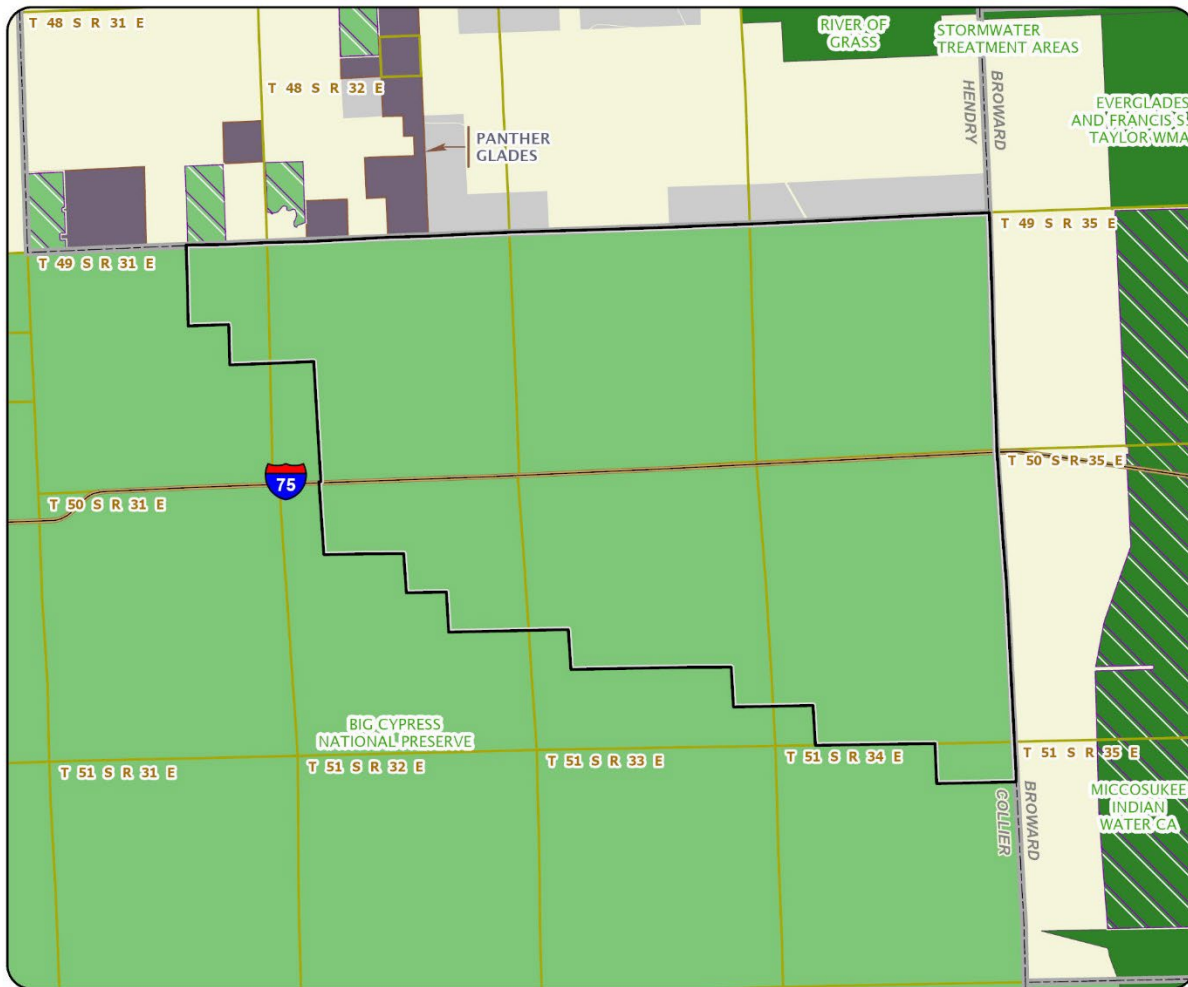 T 48 S R 31 E
RIVER OF
GRASS
STORMWATER
TREATMENT AREAS
T 48 S R 32 E
HENDRY
BROWARD
EVERGLADES
AND FRANCIS S
TAYLOR WMA
PANTHER
GLADES
T 49 S R 31 E
T 49 S R 35 E
75
T 50 S R 31 E
T 50 S R 35 E
BIG CYPRESS
NATIONAL PRESERVE
T 51 S R 31 E
T 51 S R 32 E
T 51 S R 33 E
T 51 S R 34 E
T 51 S R 35 E
COLLIER
BROWARD
MICCOSUKEE
INDIAN
WATER CA